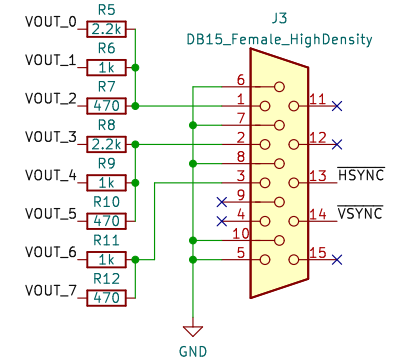 R5
J3
VOUT_0
2.2k
DB15_Female_HighDensity
R6
VOUT_1
1k
R7
6
VOUT_2
470
1
11
R8
7
VOUT_3
2.2k
2
12
R9
8
VOUT_4
1k
3
13
HSYNC
R10
9
VOUT_5
470
4
14
VSYNC
R11
10
VOUT_6
1k
5
15
R12
VOUT_7
470
GND